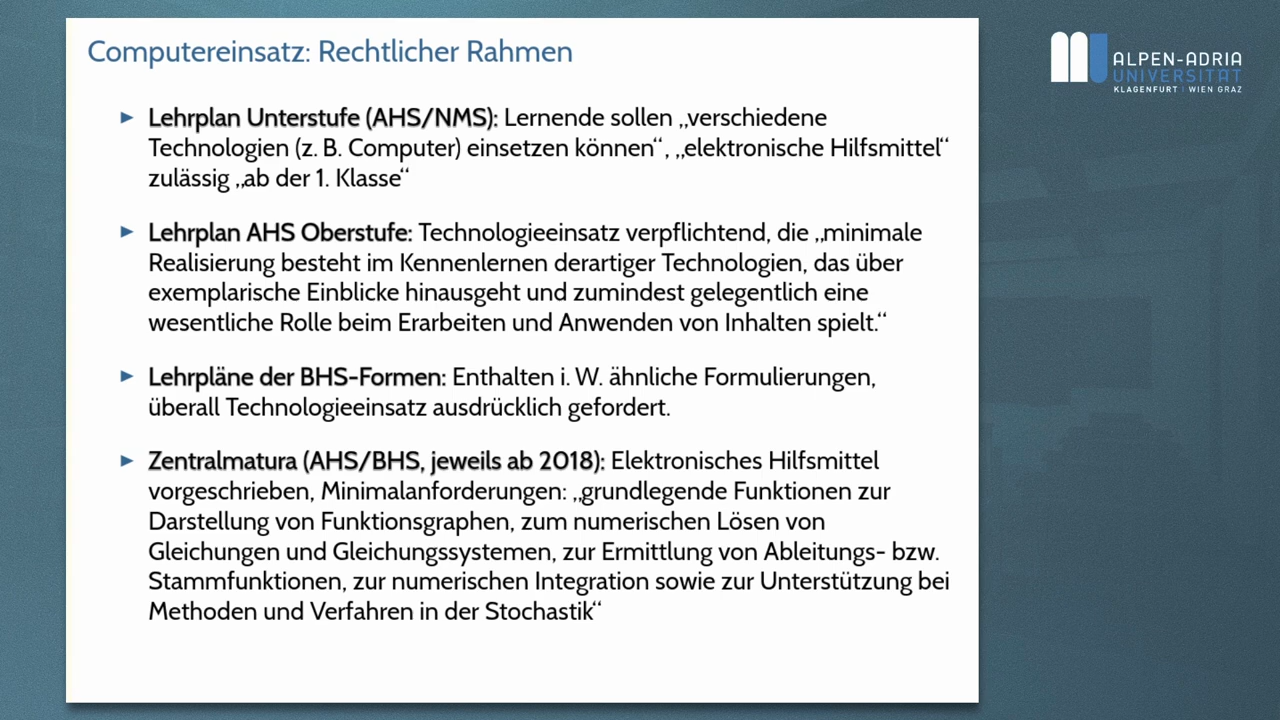 Computereinsatz: Rechtlicher Rahmen
ALPEN-ADRIA
UNIVERSITÄT
KLAGENFURT | WIEN GRAZ
► Lehrplan Unterstufe (AHS/NMS): Lernende sollen „verschiedene
Technologien (z. B. Computer) einsetzen können“, „elektronische Hilfsmittel“
zulässig „ab der 1. Klasse“
► Lehrplan AHS Oberstufe: Technologieeinsatz verpflichtend, die „minimale
Realisierung besteht im Kennenlernen derartiger Technologien, das über
exemplarische Einblicke hinausgeht und zumindest gelegentlich eine
wesentliche Rolle beim Erarbeiten und Anwenden von Inhalten spielt.“
► Lehrpläne der BHS-Formen: Enthalten i. W. ähnliche Formulierungen,
überall Technologieeinsatz ausdrücklich gefordert.
► Zentralmatura (AHS/BHS, jeweils ab 2018): Elektronisches Hilfsmittel
vorgeschrieben, Minimalanforderungen: „grundlegende Funktionen zur
Darstellung von Funktionsgraphen, zum numerischen Lösen von
Gleichungen und Gleichungssystemen, zur Ermittlung von Ableitungs- bzw.
Stammfunktionen, zur numerischen Integration sowie zur Unterstützung bei
Methoden und Verfahren in der Stochastik“